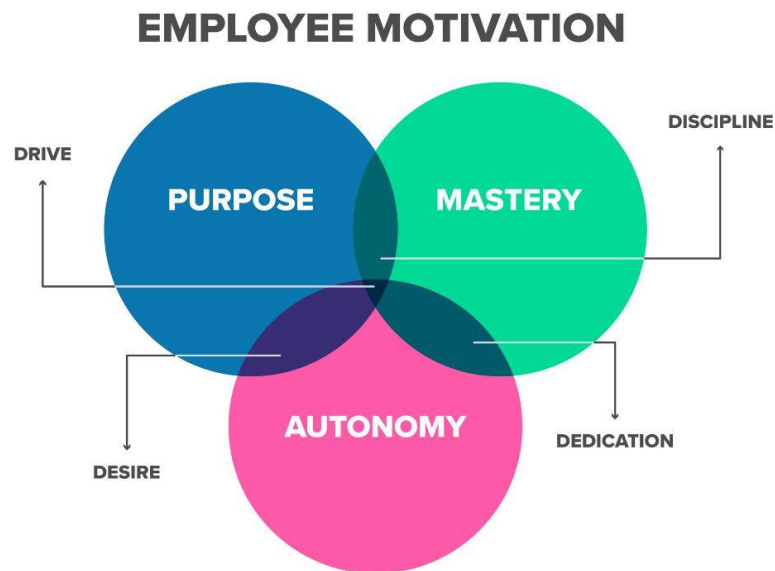 EMPLOYEE MOTIVATION
DISCIPLINE
DRIVE
PURPOSE
MASTERY
AUTONOMY
DEDICATION
DESIRE